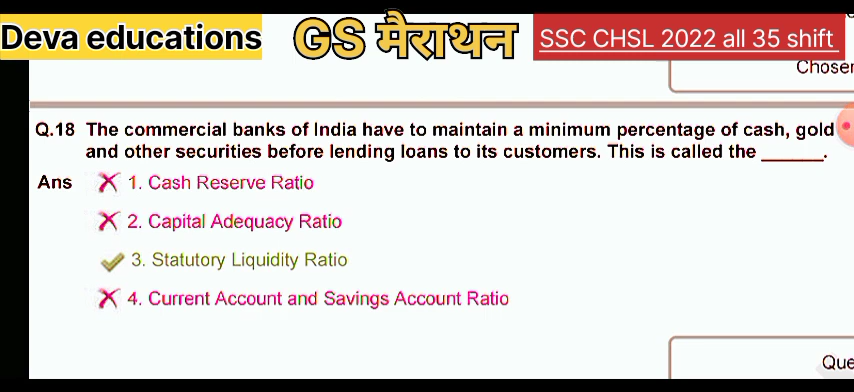 Deva educations GS मैराथन SSC CHSL 2022 all 35 shift
Chosen
Q.18 The commercial banks of India have to maintain a minimum percentage of cash, gold
and other securities before lending loans to its customers. This is called the ______.
Ans 1. Cash Reserve Ratio
2. Capital Adequacy Ratio
3. Statutory Liquidity Ratio
4. Current Account and Savings Account Ratio
Que